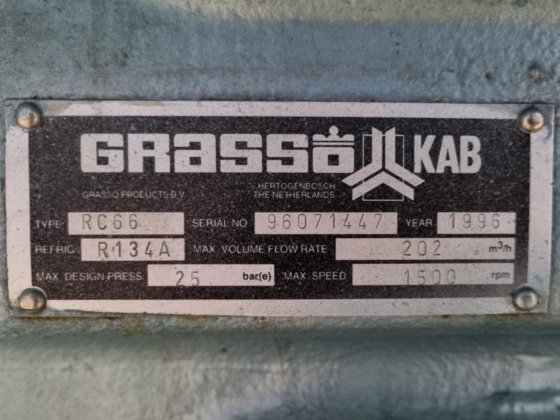 GRASSO KAB
GRASSO PRODUCTS B.V.
'S HERTOGENBOSCH
THE NETHERLANDS
TYPE RC66 SERIAL NO 96071447 YEAR 1996
REFRIG. R134A MAX. VOLUME FLOW RATE 202 m³/h
MAX. DESIGN PRESS. 25 bar(e) MAX. SPEED 1500 rpm